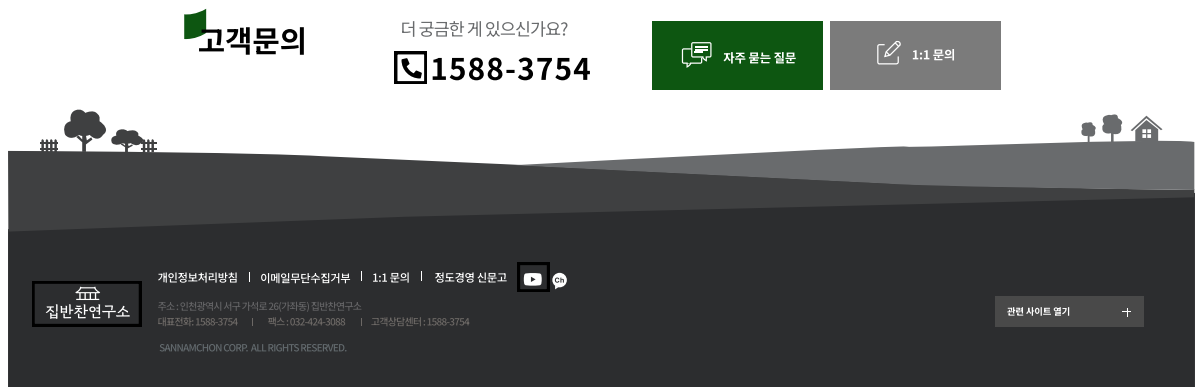 고객문의
더 궁금한 게 있으신가요?
1588-3754
자주 묻는 질문
1:1 문의
개인정보처리방침
이메일무단수집거부
1:1 문의
정도경영 신문고
Ch
집반찬연구소
주소 : 인천광역시 서구 가석로 26(가좌동) 집반찬연구소
대표전화: 1588-3754 | 팩스 : 032-424-3088 | 고객상담센터 : 1588-3754
SANNAMCHON CORP. ALL RIGHTS RESERVED.
관련 사이트 열기 +